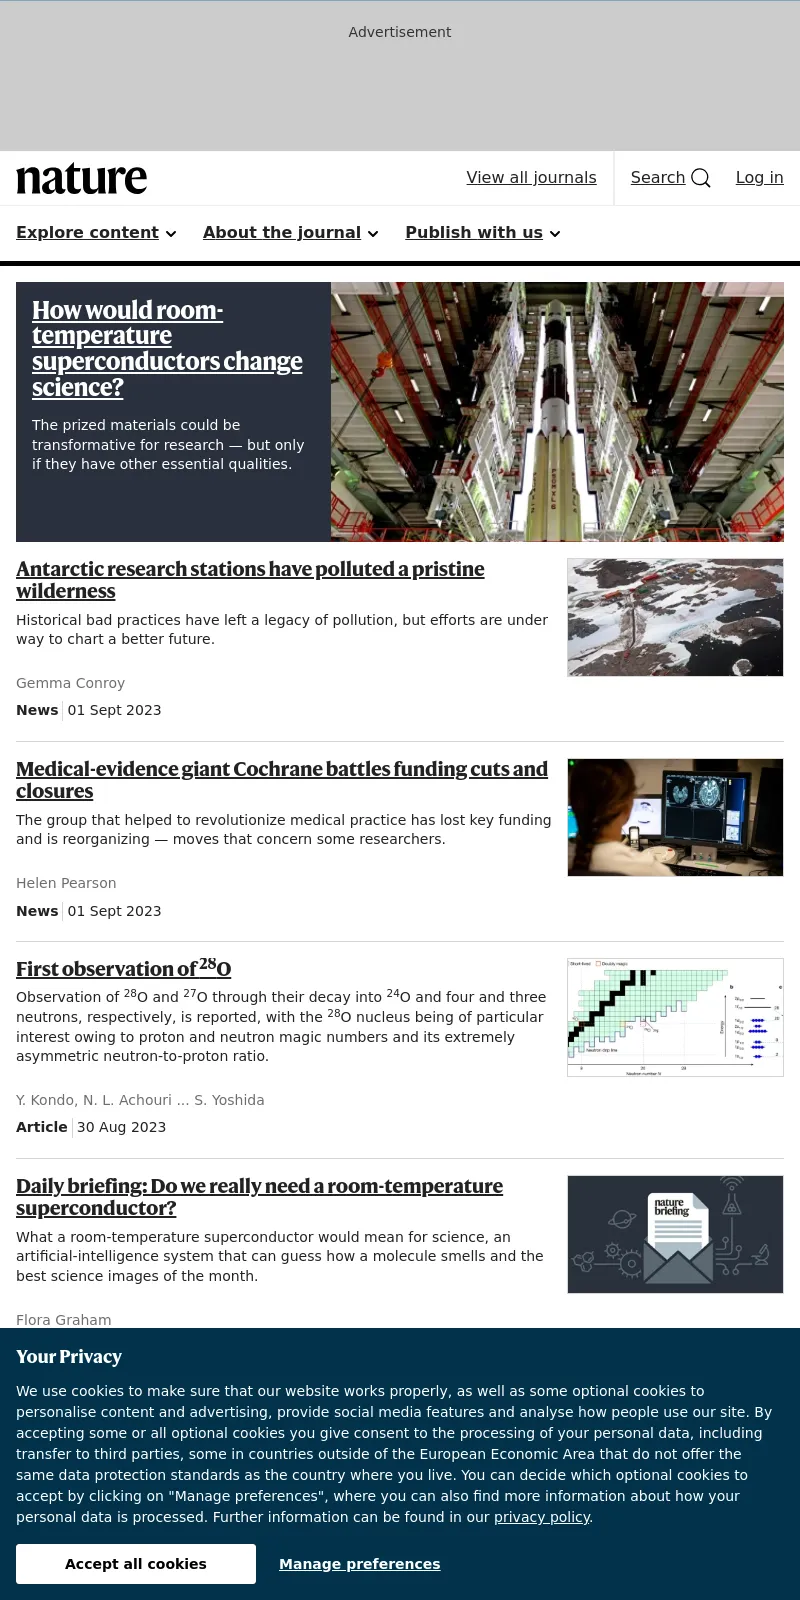 Advertisement
nature
View all journals
Search
Log in
Explore content
About the journal
Publish with us
How would room-
temperature
superconductors change
science?
The prized materials could be
transformative for research — but only
if they have other essential qualities.
Antarctic research stations have polluted a pristine
wilderness
Historical bad practices have left a legacy of pollution, but efforts are under
way to chart a better future.
Gemma Conroy
News 01 Sept 2023
Medical-evidence giant Cochrane battles funding cuts and
closures
The group that helped to revolutionize medical practice has lost key funding
and is reorganizing — moves that concern some researchers.
Helen Pearson
News 01 Sept 2023
First observation of ²⁸O
Observation of ²⁸O and ²⁷O through their decay into ²⁴O and four and three
neutrons, respectively, is reported, with the ²⁸O nucleus being of particular
interest owing to proton and neutron magic numbers and its extremely
asymmetric neutron-to-proton ratio.
Short-lived
Doubly magic
Neutron drip line
Neutron number N
Energy
Y. Kondo, N. L. Achouri ... S. Yoshida
Article 30 Aug 2023
Daily briefing: Do we really need a room-temperature
superconductor?
What a room-temperature superconductor would mean for science, an
artificial-intelligence system that can guess how a molecule smells and the
best science images of the month.
nature
briefing
Flora Graham
Your Privacy
We use cookies to make sure that our website works properly, as well as some optional cookies to
personalise content and advertising, provide social media features and analyse how people use our site. By
accepting some or all optional cookies you give consent to the processing of your personal data, including
transfer to third parties, some in countries outside of the European Economic Area that do not offer the
same data protection standards as the country where you live. You can decide which optional cookies to
accept by clicking on "Manage preferences", where you can also find more information about how your
personal data is processed. Further information can be found in our privacy policy.
Accept all cookies
Manage preferences